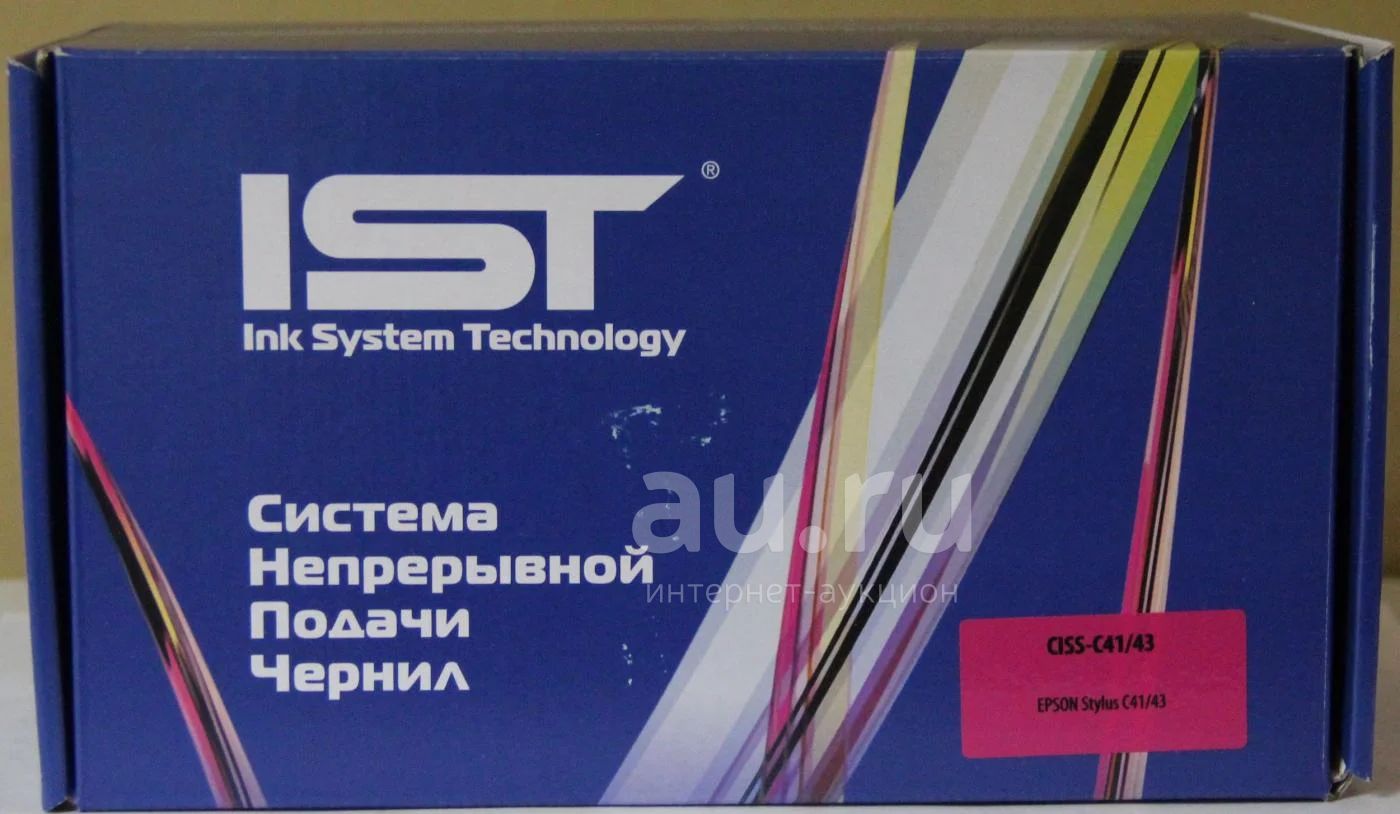 IST®
Ink System Technology
Система
Непрерывной
Подачи
Чернил
au.ru
интернет-аукцион
CISS-C41/43
EPSON Stylus C41/43